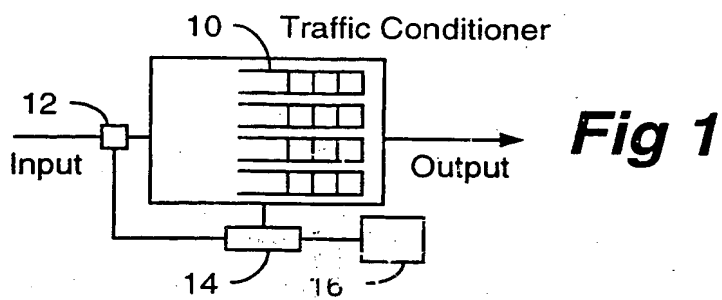 10 Traffic Conditioner
12
Input
Output
Fig 1
14
16